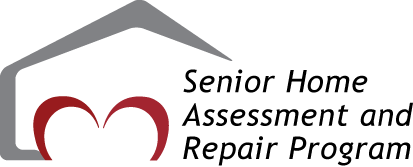 Senior Home
Assessment and
Repair Program